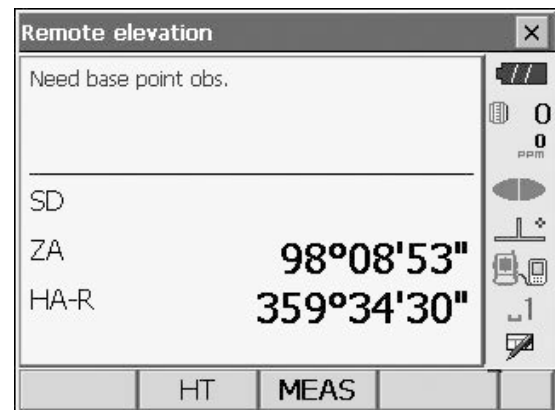 Remote elevation
Need base point obs.
0
0
PPM
SD
ZA 98°08'53"
HA-R 359°34'30"
1
HT MEAS